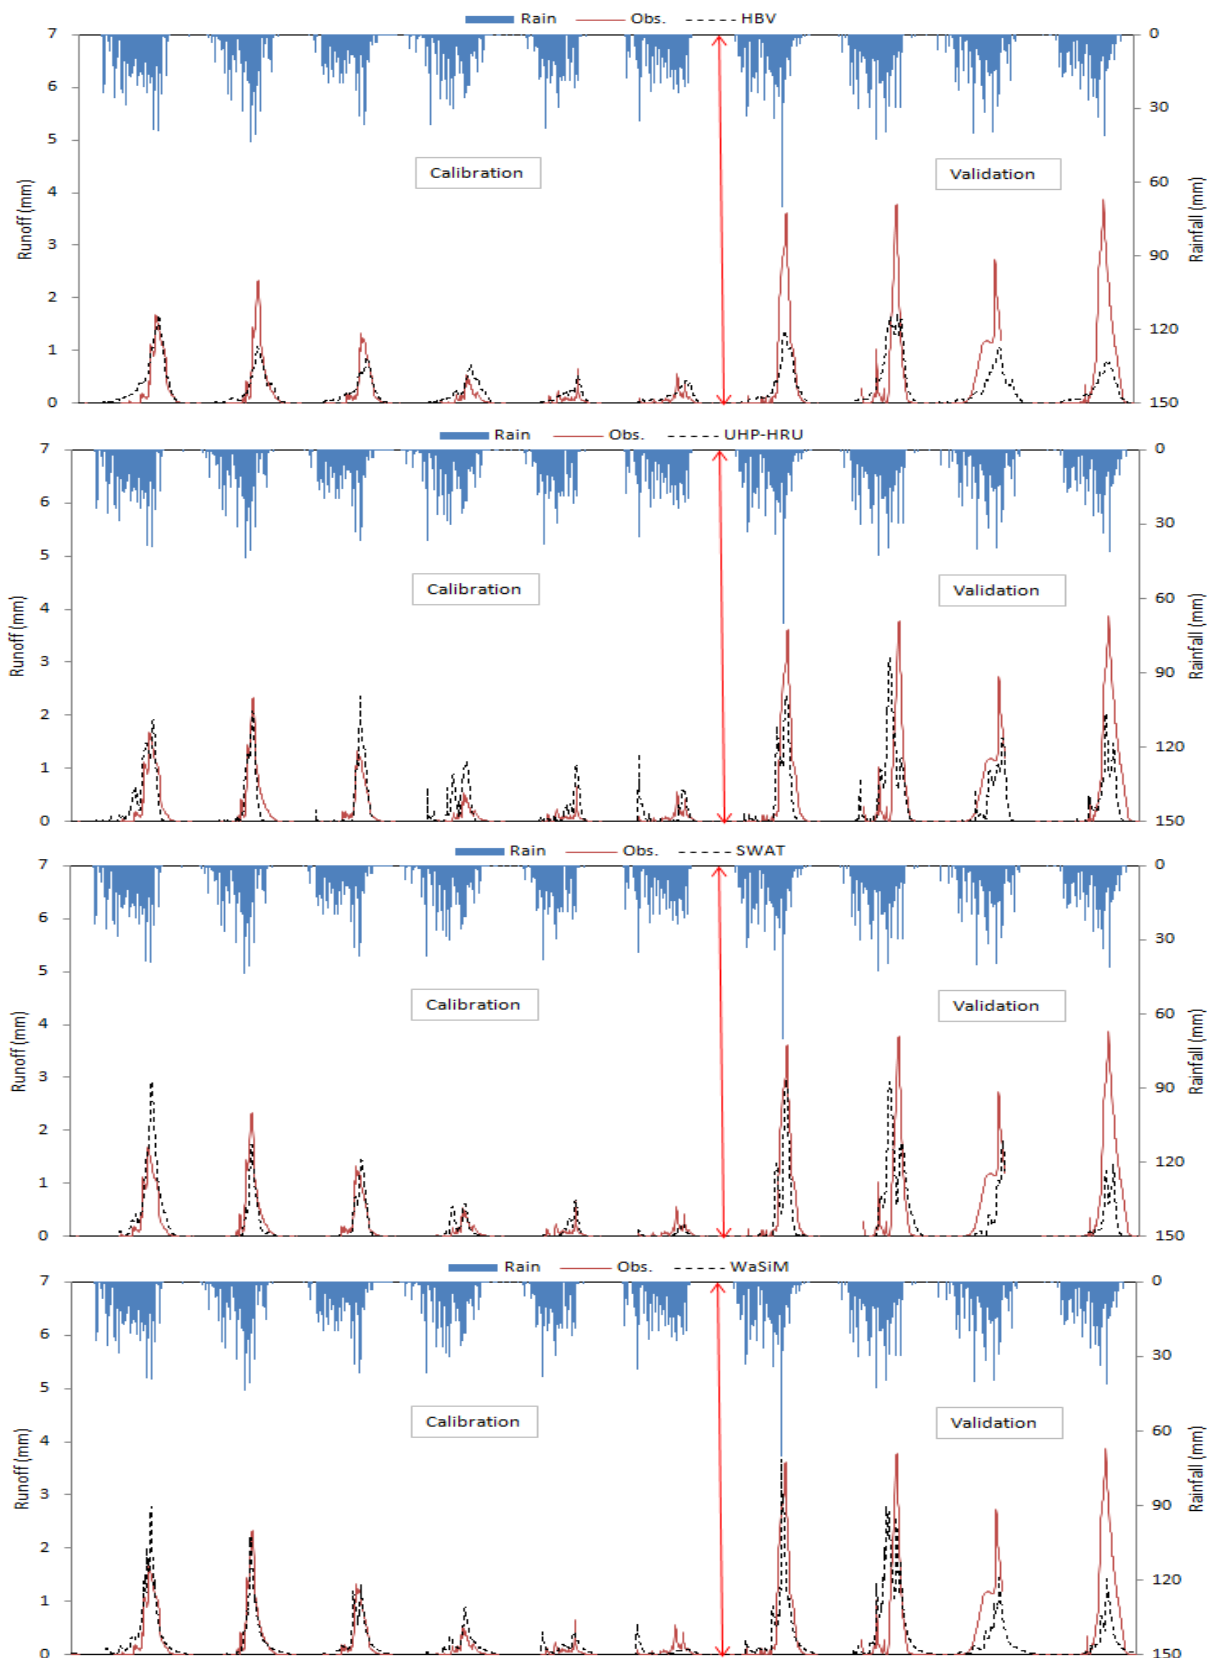 Rain Obs. HBV
7 0
6
5 30
Calibration Validation
4 60
Runoff (mm) Rainfall (mm)
3 90
2 120
1
0 150
Rain Obs. UHP-HRU
7 0
6
5 30
Calibration Validation
4 60
Runoff (mm) Rainfall (mm)
3 90
2 120
1
0 150
Rain Obs. SWAT
7 0
6
5 30
Calibration Validation
4 60
Runoff (mm) Rainfall (mm)
3 90
2 120
1
0 150
Rain Obs. WaSiM
7 0
6
5 30
Calibration Validation
4 60
Runoff (mm) Rainfall (mm)
3 90
2 120
1
0 150